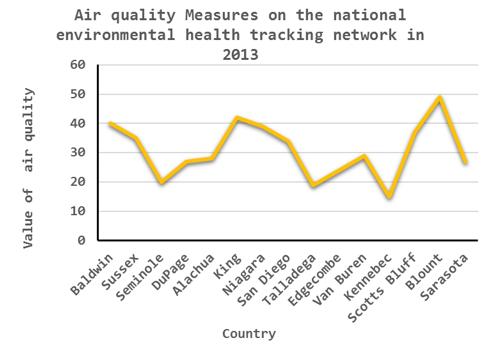 Air quality Measures on the national
environmental health tracking network in
2013
Value of  air quality
60
50
40
30
20
10
0
Baldwin
Sussex
Seminole
DuPage
Alachua
King
Niagara
San Diego
Talladega
Edgecombe
Van Buren
Kennebec
Scotts Bluff
Blount
Sarasota
Country